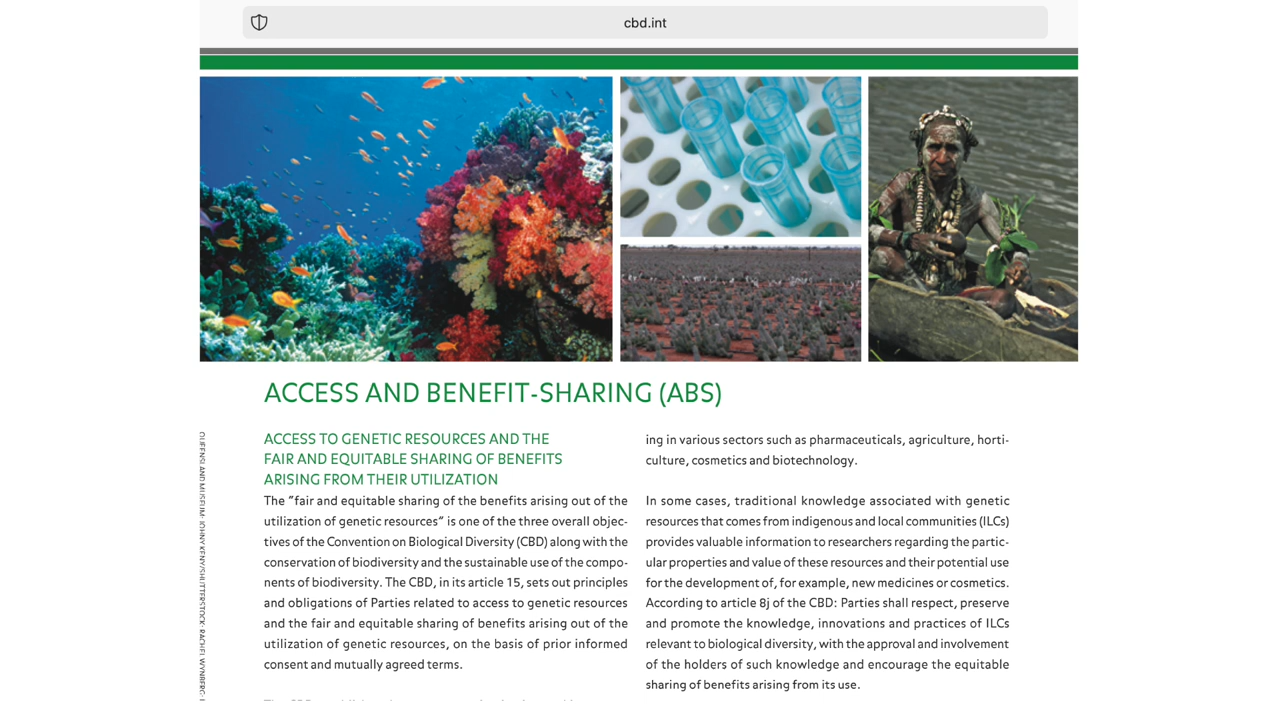 cbd.int
ACCESS AND BENEFIT-SHARING (ABS)
ACCESS TO GENETIC RESOURCES AND THE
FAIR AND EQUITABLE SHARING OF BENEFITS
ARISING FROM THEIR UTILIZATION
The “fair and equitable sharing of the benefits arising out of the
utilization of genetic resources” is one of the three overall objec-
tives of the Convention on Biological Diversity (CBD) along with the
conservation of biodiversity and the sustainable use of the compo-
nents of biodiversity. The CBD, in its article 15, sets out principles
and obligations of Parties related to access to genetic resources
and the fair and equitable sharing of benefits arising out of the
utilization of genetic resources, on the basis of prior informed
consent and mutually agreed terms.
ing in various sectors such as pharmaceuticals, agriculture, horti-
culture, cosmetics and biotechnology.
In some cases, traditional knowledge associated with genetic
resources that comes from indigenous and local communities (ILCs)
provides valuable information to researchers regarding the partic-
ular properties and value of these resources and their potential use
for the development of, for example, new medicines or cosmetics.
According to article 8j of the CBD: Parties shall respect, preserve
and promote the knowledge, innovations and practices of ILCs
relevant to biological diversity, with the approval and involvement
of the holders of such knowledge and encourage the equitable
sharing of benefits arising from its use.
QUEENSLAND MUSEUM; JOHNY KENY/SHUTTERSTOCK; RACHEL WYNBERG;